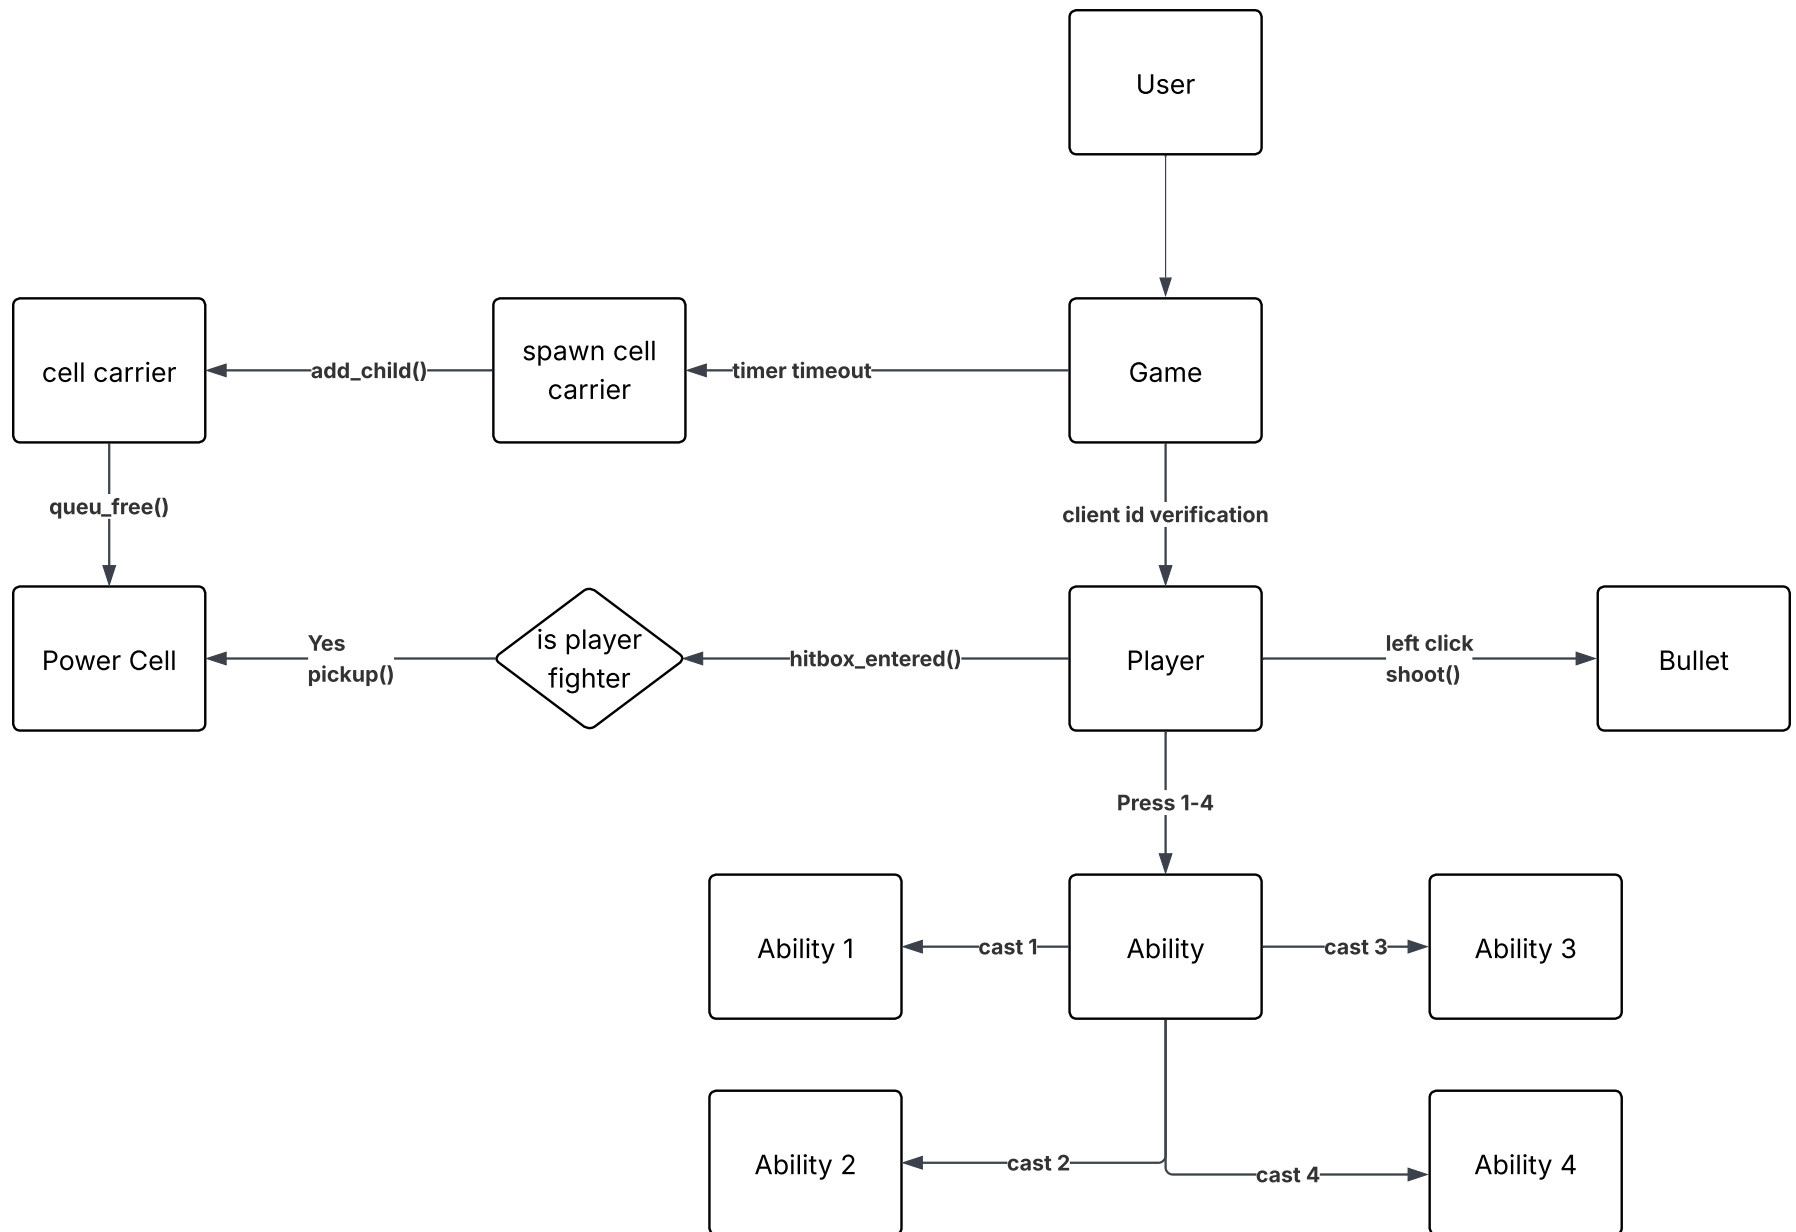 User
cell carrier
add_child()
spawn cell
carrier
timer timeout
Game
queu_free()
client id verification
Power Cell
Yes
pickup()
is player
fighter
hitbox_entered()
Player
left click
shoot()
Bullet
Press 1-4
Ability 1
cast 1
Ability
cast 3
Ability 3
Ability 2
cast 2
cast 4
Ability 4